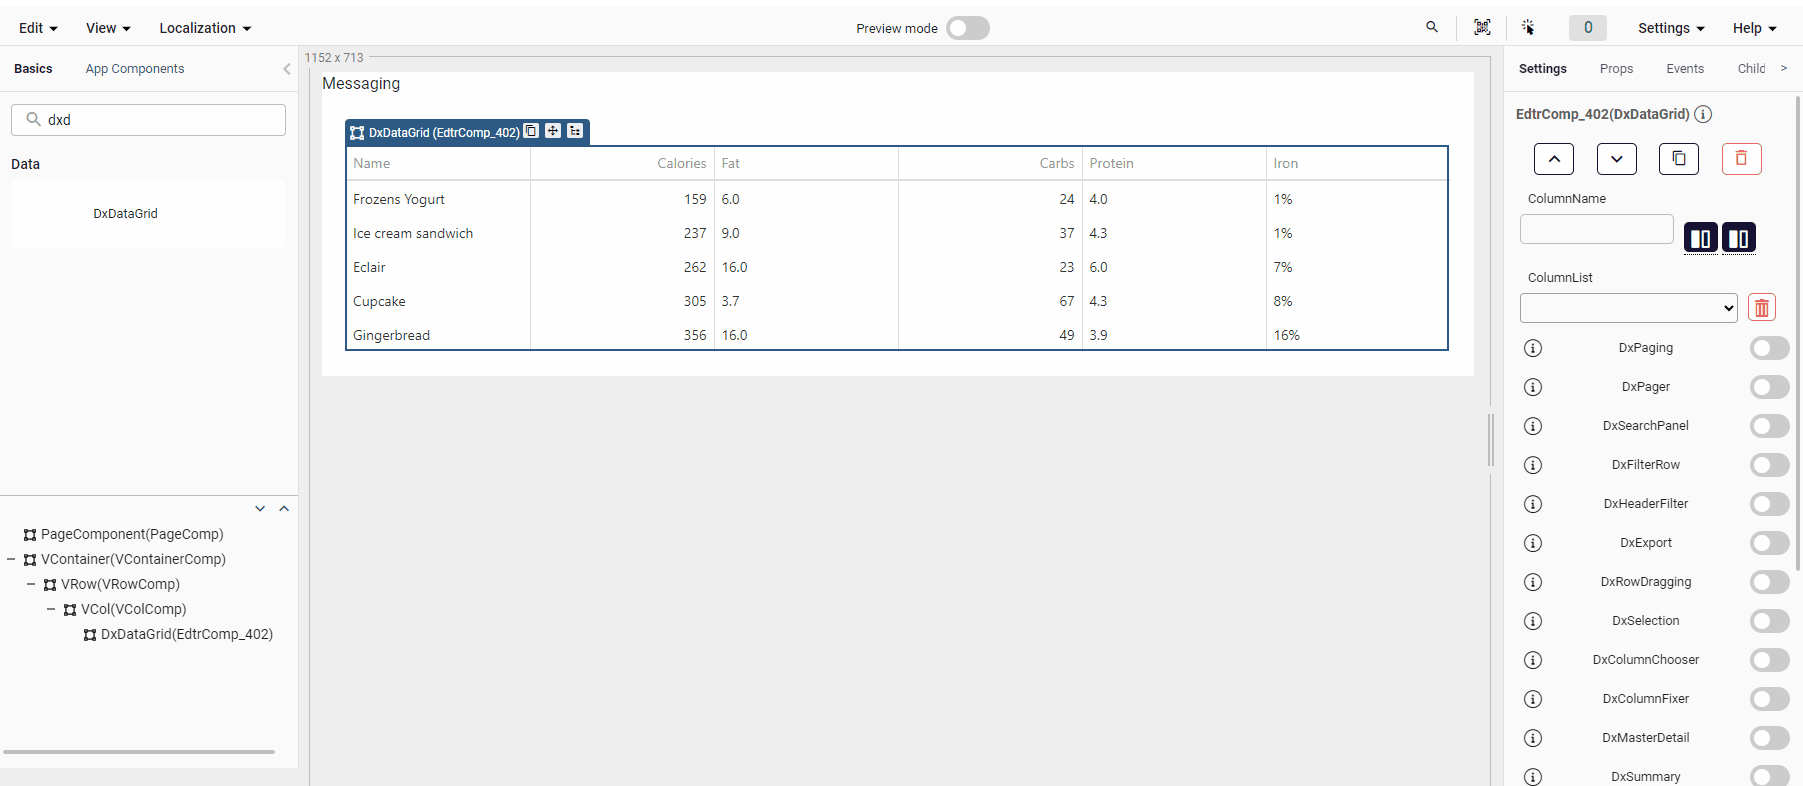 Edit View Localization Preview mode 0 Settings Help
Basics App Components
dxd
Data
DxDataGrid
PageComponent(PageComp)
VContainer(VContainerComp)
VRow(VRowComp)
VCol(VColComp)
DxDataGrid(EdtrComp_402)
1152 x 713
Messaging
DxDataGrid (EdtrComp_402)
Name Calories Fat Carbs Protein Iron
Frozens Yogurt 159 6.0 24 4.0 1%
Ice cream sandwich 237 9.0 37 4.3 1%
Eclair 262 16.0 23 6.0 7%
Cupcake 305 3.7 67 4.3 8%
Gingerbread 356 16.0 49 3.9 16%
Settings Props Events Child >
EdtrComp_402(DxDataGrid)
ColumnName
ColumnList
DxPaging
DxPager
DxSearchPanel
DxFilterRow
DxHeaderFilter
DxExport
DxRowDragging
DxSelection
DxColumnChooser
DxColumnFixer
DxMasterDetail
DxSummary